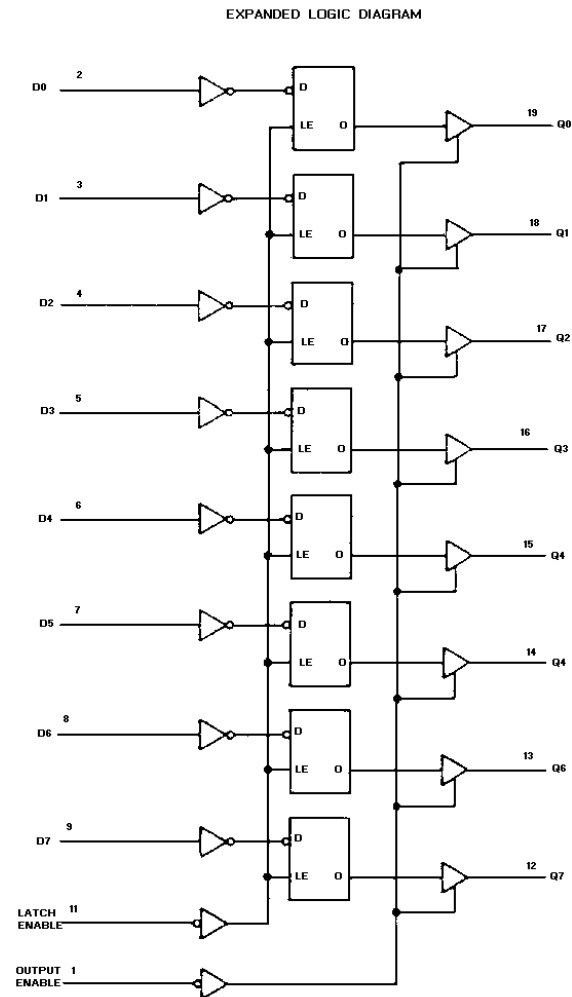 EXPANDED LOGIC DIAGRAM
D0 2 D LE O 19 Q0
D1 3 D LE O 18 Q1
D2 4 D LE O 17 Q2
D3 5 D LE O 16 Q3
D4 6 D LE O 15 Q4
D5 7 D LE O 14 Q4
D6 8 D LE O 13 Q6
D7 9 D LE O 12 Q7
LATCH 11
ENABLE
OUTPUT 1
ENABLE